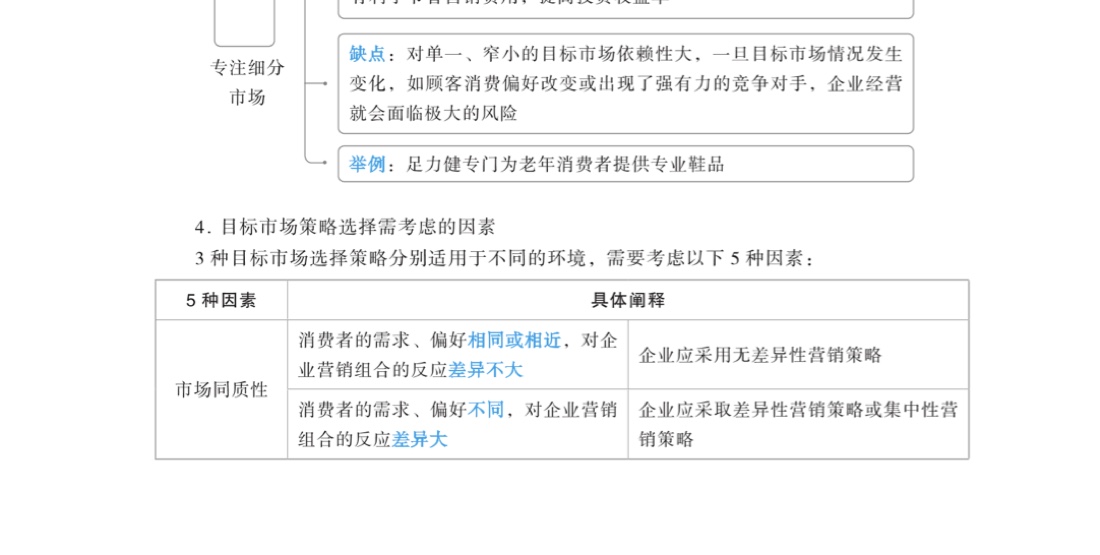 专注细分
市场
缺点：对单一、窄小的目标市场依赖性大，一旦目标市场情况发生
变化，如顾客消费偏好改变或出现了强有力的竞争对手，企业经营
就会面临极大的风险
举例：足力健专门为老年消费者提供专业鞋品
4. 目标市场策略选择需考虑的因素
3 种目标市场选择策略分别适用于不同的环境，需要考虑以下 5 种因素：
5 种因素
具体阐释
市场同质性
消费者的需求、偏好相同或相近，对企
业营销组合的反应差异不大
企业应采用无差异性营销策略
消费者的需求、偏好不同，对企业营销
组合的反应差异大
企业应采取差异性营销策略或集中性营
销策略